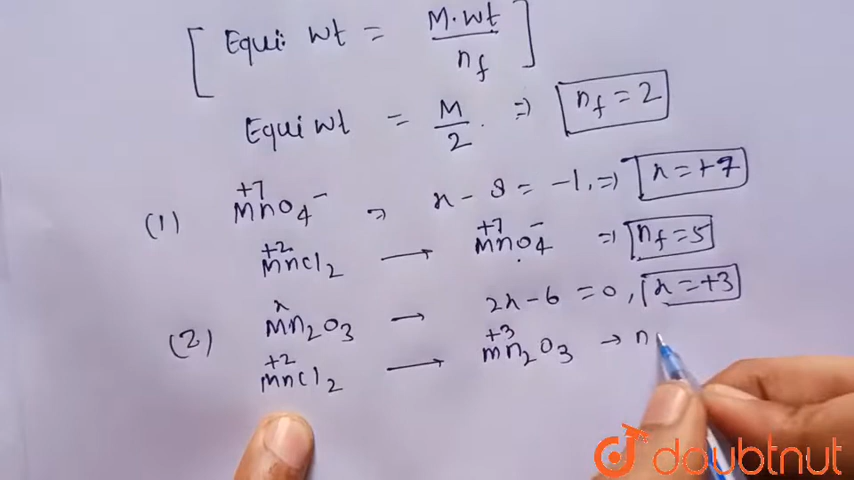 [ Equi. wt = M.wt / nf ]
Equi wt = M/2 . ⇒ nf = 2
(1) +7 MnO4⁻ ⇒ x - 8 = -1, ⇒ x = +7
+2 MnCl2 → +7 MnO4⁻ ⇒ nf = 5
(2) x Mn2O3 → 2x - 6 = 0, x = +3
+2 MnCl2 → +3 Mn2O3 → n
doubtnut